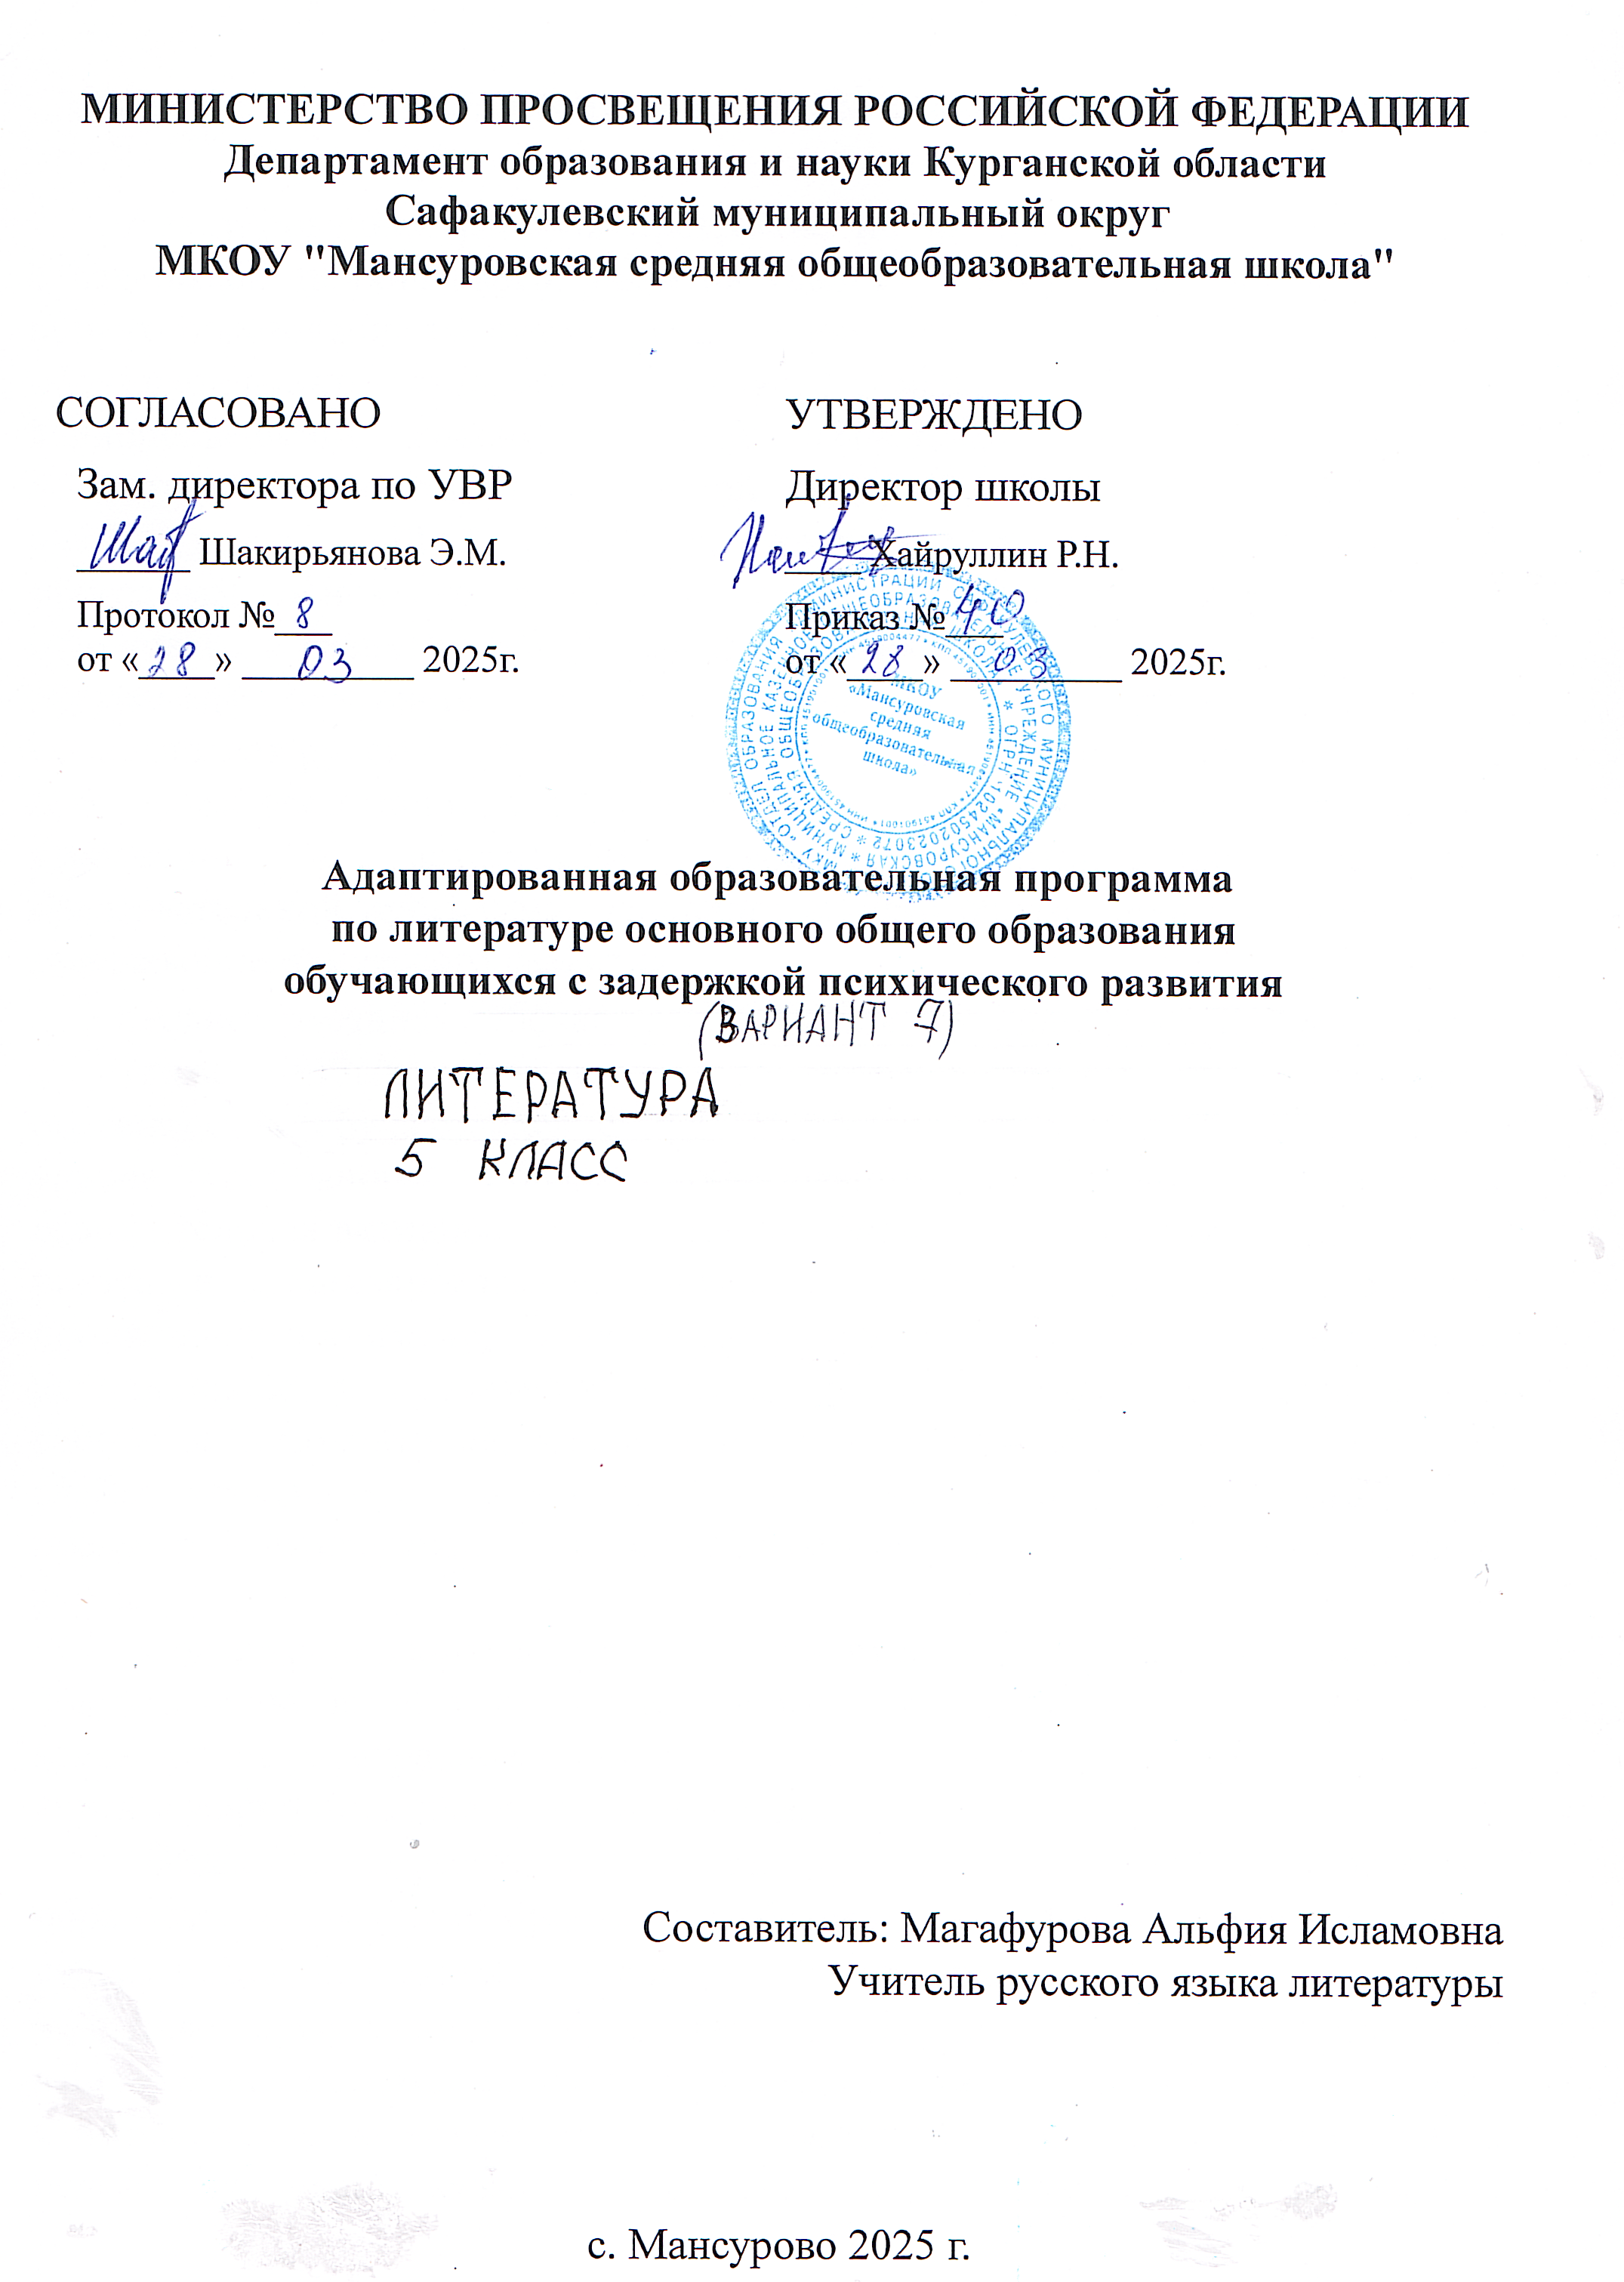 МИНИСТЕРСТВО ПРОСВЕЩЕНИЯ РОССИЙСКОЙ ФЕДЕРАЦИИ
Департамент образования и науки Курганской области
Сафакулевский муниципальный округ
МКОУ "Мансуровская средняя общеобразовательная школа"
СОГЛАСОВАНО
Зам. директора по УВР
______ Шакирьянова Э.М.
Протокол № 8
от «28» 03 2025г.
УТВЕРЖДЕНО
Директор школы
____ Хайруллин Р.Н.
Приказ № 40
от «28» 03 2025г.
МКОУ
«Мансуровская
средняя
общеобразовательная
школа»
Адаптированная образовательная программа
по литературе основного общего образования
обучающихся с задержкой психического развития
(ВАРИАНТ 7)
ЛИТЕРАТУРА
5 КЛАСС
Составитель: Магафурова Альфия Исламовна
Учитель русского языка литературы
с. Мансурово 2025 г.